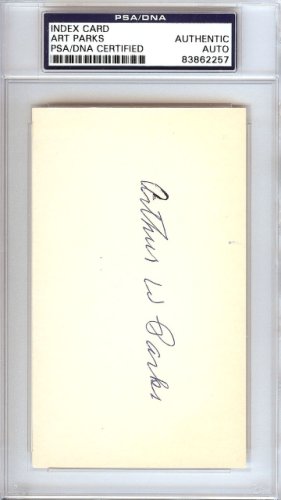 PSA/DNA
INDEX CARD
ART PARKS
PSA/DNA CERTIFIED
AUTHENTIC
AUTO
83862257
Arthur W Parks